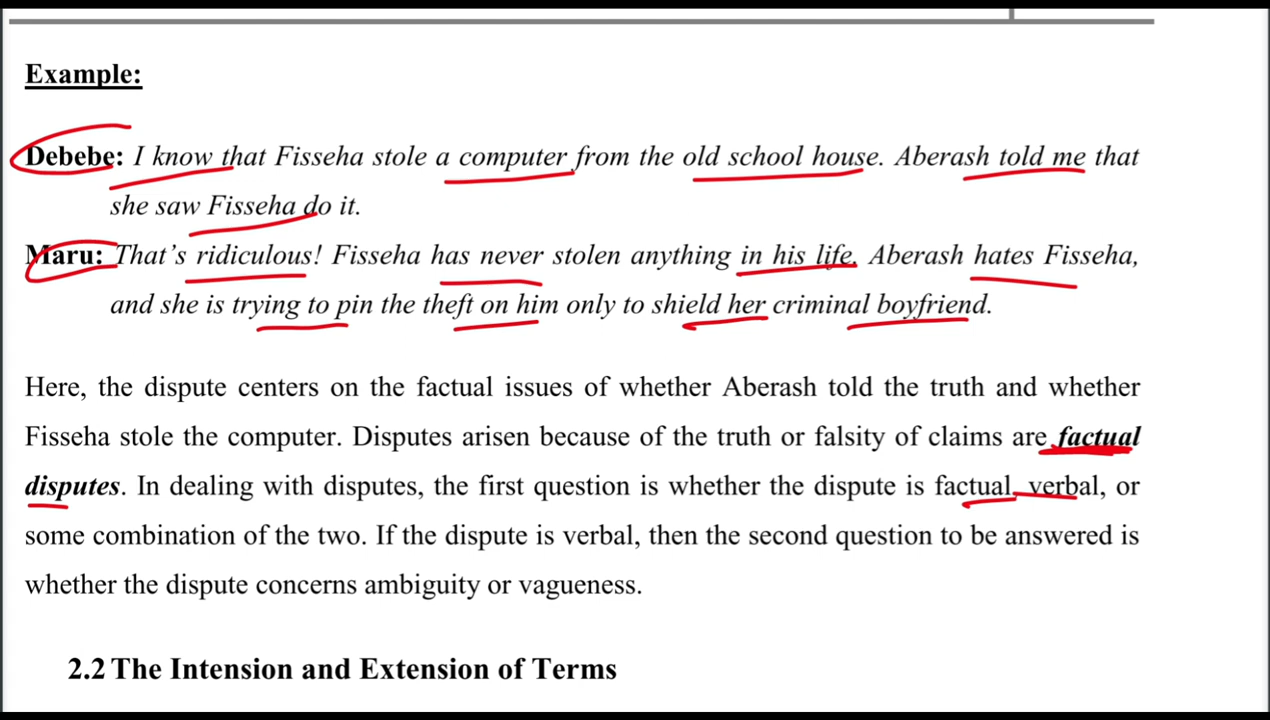 Example:
Debebe: I know that Fisseha stole a computer from the old school house. Aberash told me that
she saw Fisseha do it.
Maru: That's ridiculous! Fisseha has never stolen anything in his life. Aberash hates Fisseha,
and she is trying to pin the theft on him only to shield her criminal boyfriend.
Here, the dispute centers on the factual issues of whether Aberash told the truth and whether
Fisseha stole the computer. Disputes arisen because of the truth or falsity of claims are factual
disputes. In dealing with disputes, the first question is whether the dispute is factual, verbal, or
some combination of the two. If the dispute is verbal, then the second question to be answered is
whether the dispute concerns ambiguity or vagueness.
2.2 The Intension and Extension of Terms